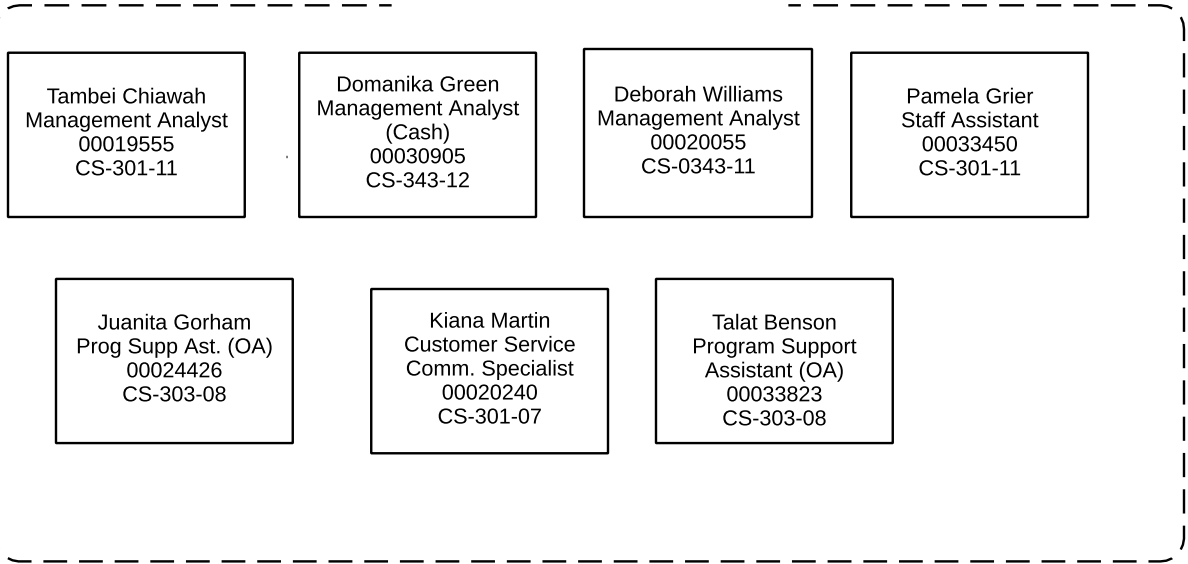 Tambei Chiawah
Management Analyst
00019555
CS-301-11
Domanika Green
Management Analyst
(Cash)
00030905
CS-343-12
Deborah Williams
Management Analyst
00020055
CS-0343-11
Pamela Grier
Staff Assistant
00033450
CS-301-11
Juanita Gorham
Prog Supp Ast. (OA)
00024426
CS-303-08
Kiana Martin
Customer Service
Comm. Specialist
00020240
CS-301-07
Talat Benson
Program Support
Assistant (OA)
00033823
CS-303-08